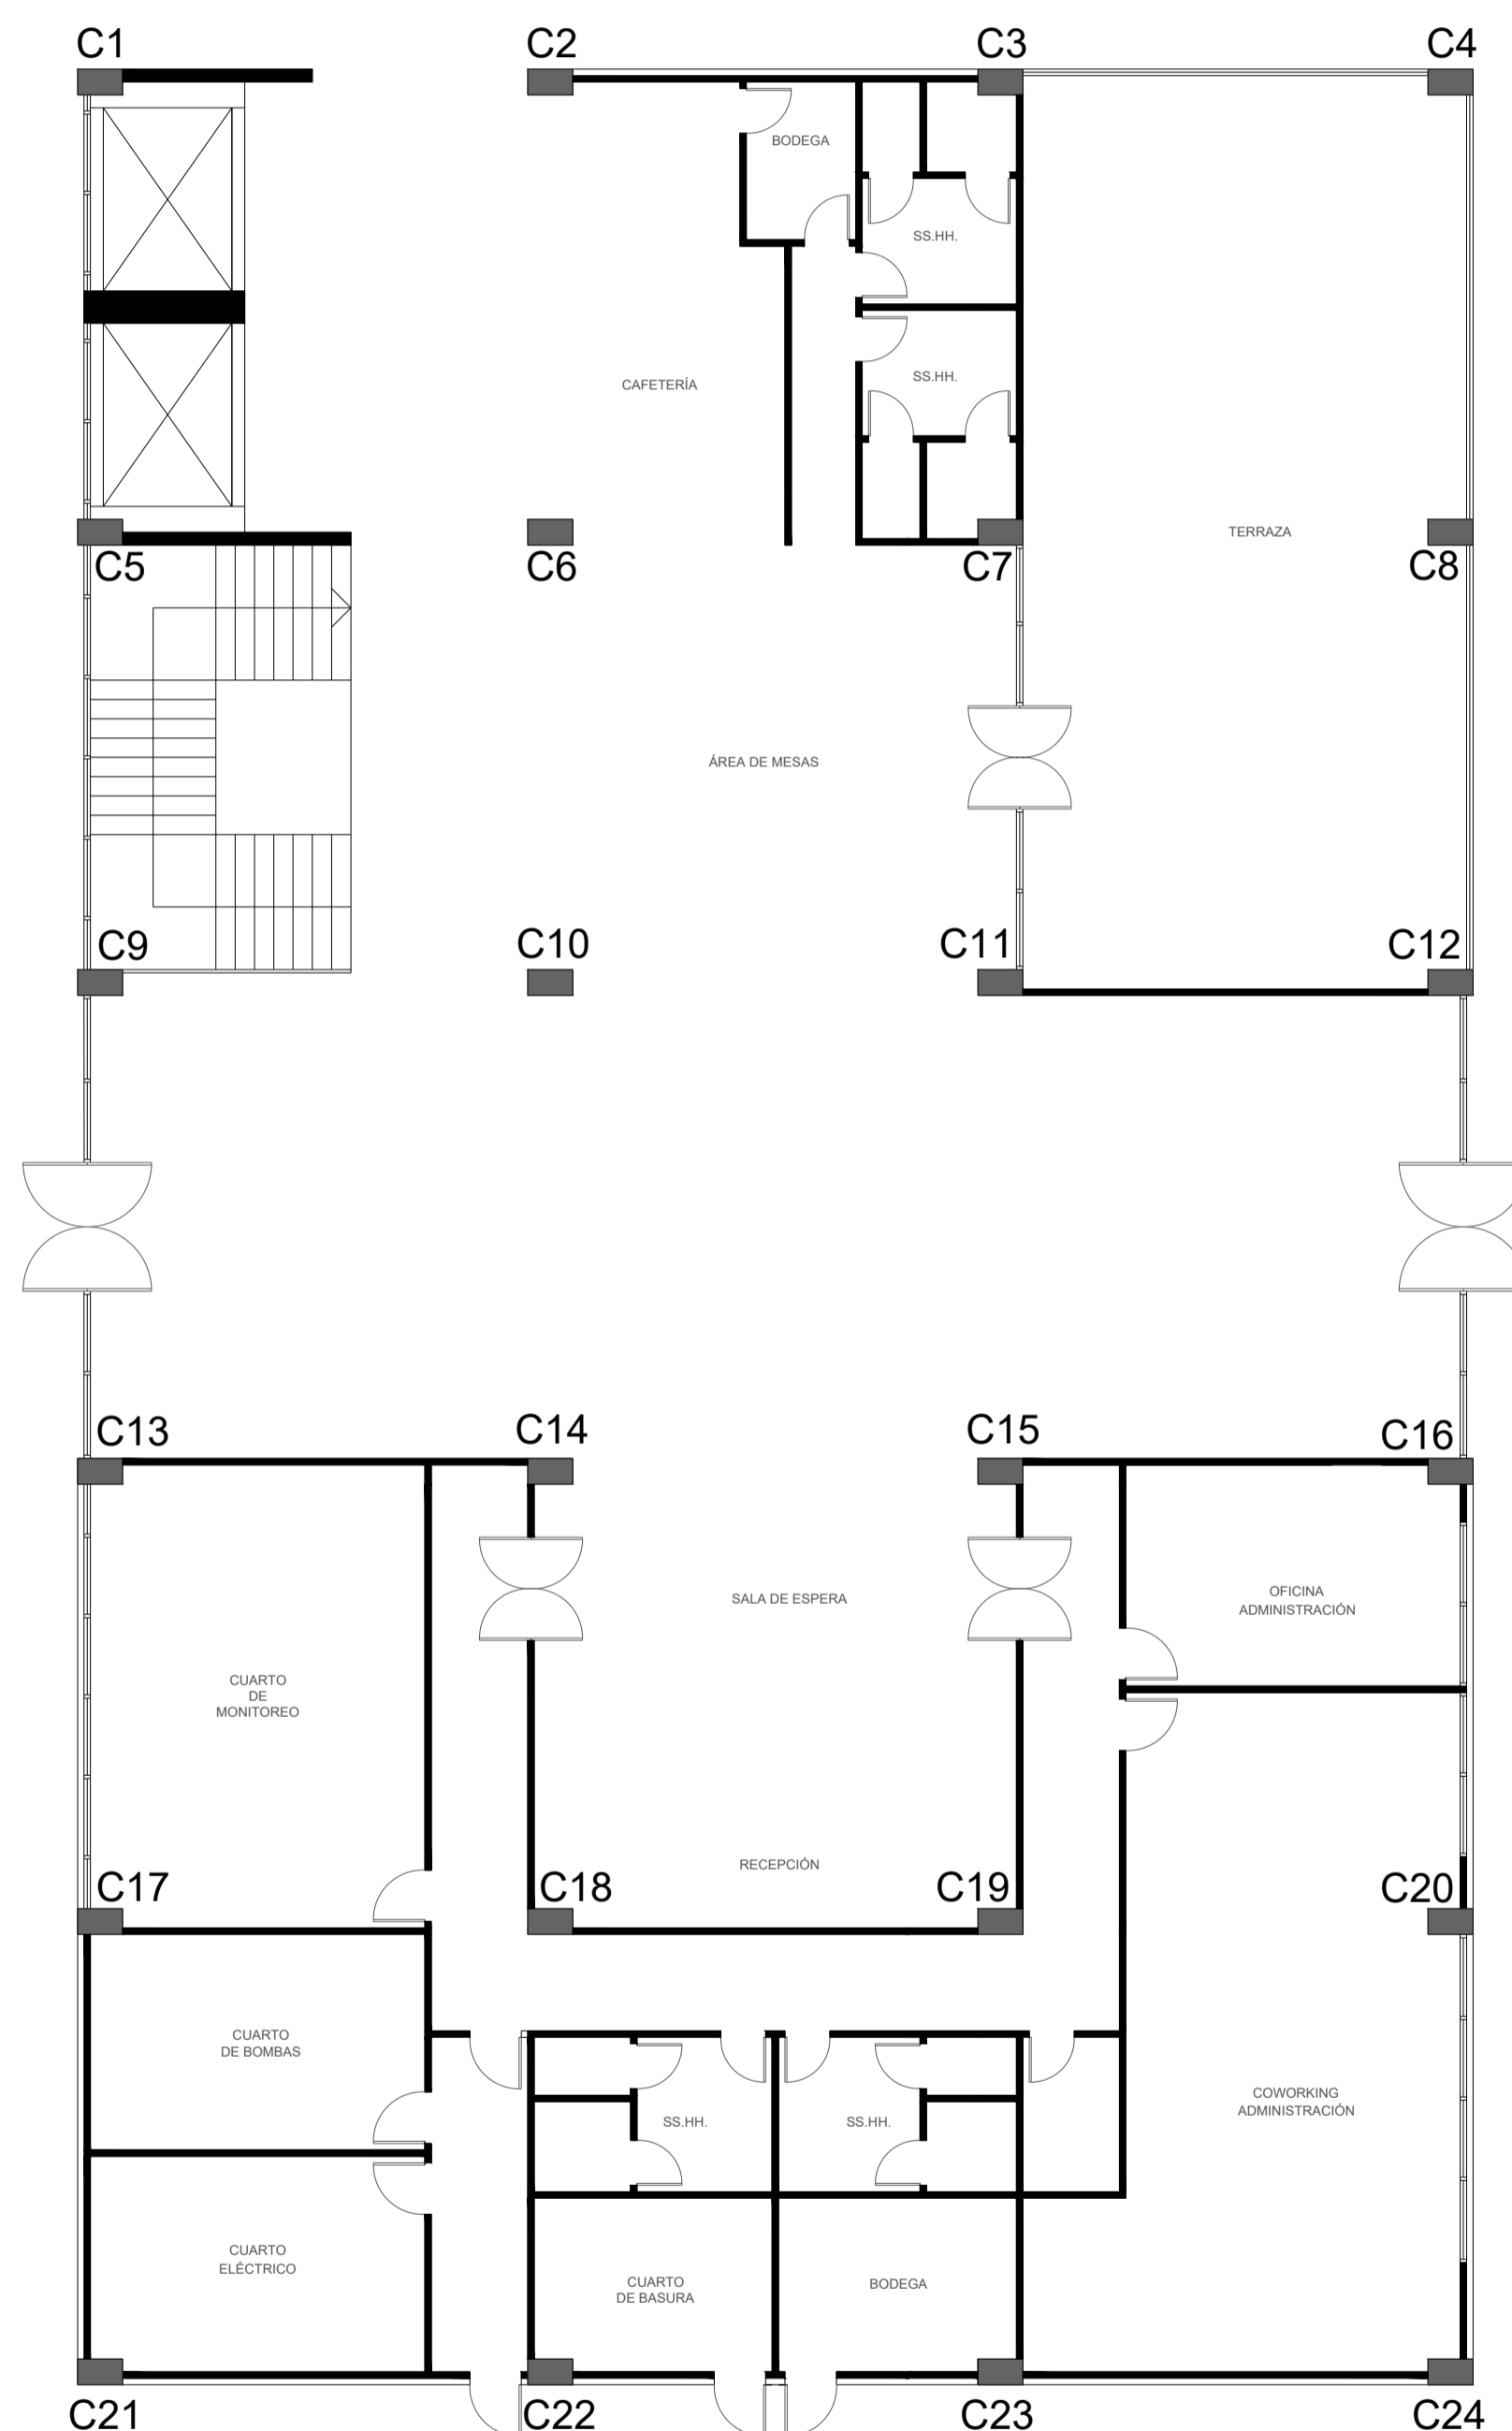 C1
C2
C3
C4
BODEGA
SS.HH.
SS.HH.
CAFETERÍA
TERRAZA
C5
C6
C7
C8
ÁREA DE MESAS
C9
C10
C11
C12
C13
C14
C15
C16
SALA DE ESPERA
OFICINA
ADMINISTRACIÓN
CUARTO
DE
MONITOREO
RECEPCIÓN
C17
C18
C19
C20
CUARTO
DE BOMBAS
SS.HH.
SS.HH.
COWORKING
ADMINISTRACIÓN
CUARTO
ELÉCTRICO
CUARTO
DE BASURA
BODEGA
C21
C22
C23
C24